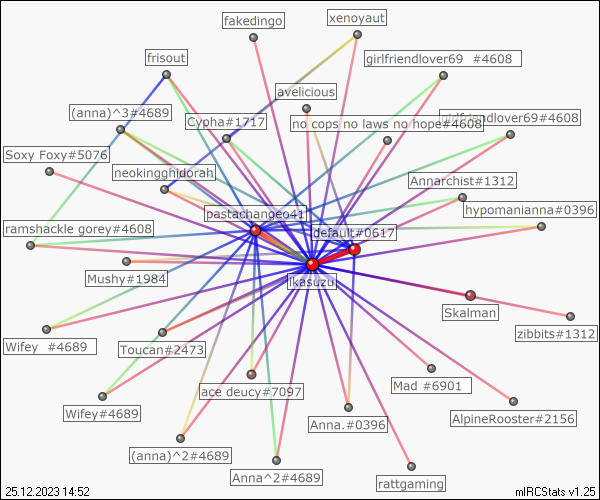 fakedingo
xenoyaut
frisout
girlfriendlover69 #4608
avelicious
(anna)^3#4689
Cypha#1717
no cops no laws no hope#4608
girlfriendlover69#4608
Soxy Foxy#5076
neokingghidorah
Annarchist#1312
hypomanianna#0396
pastachangeo41
ramshackle gorey#4608
default#0617
Mushy#1984
ikasuzu
Skalman
zibbits#1312
Wifey #4689
Toucan#2473
Mad #6901
ace deucy#7097
Wifey#4689
Anna.#0396
AlpineRooster#2156
(anna)^2#4689
Anna^2#4689
rattgaming
25.12.2023 14:52
mIRCStats v1.25